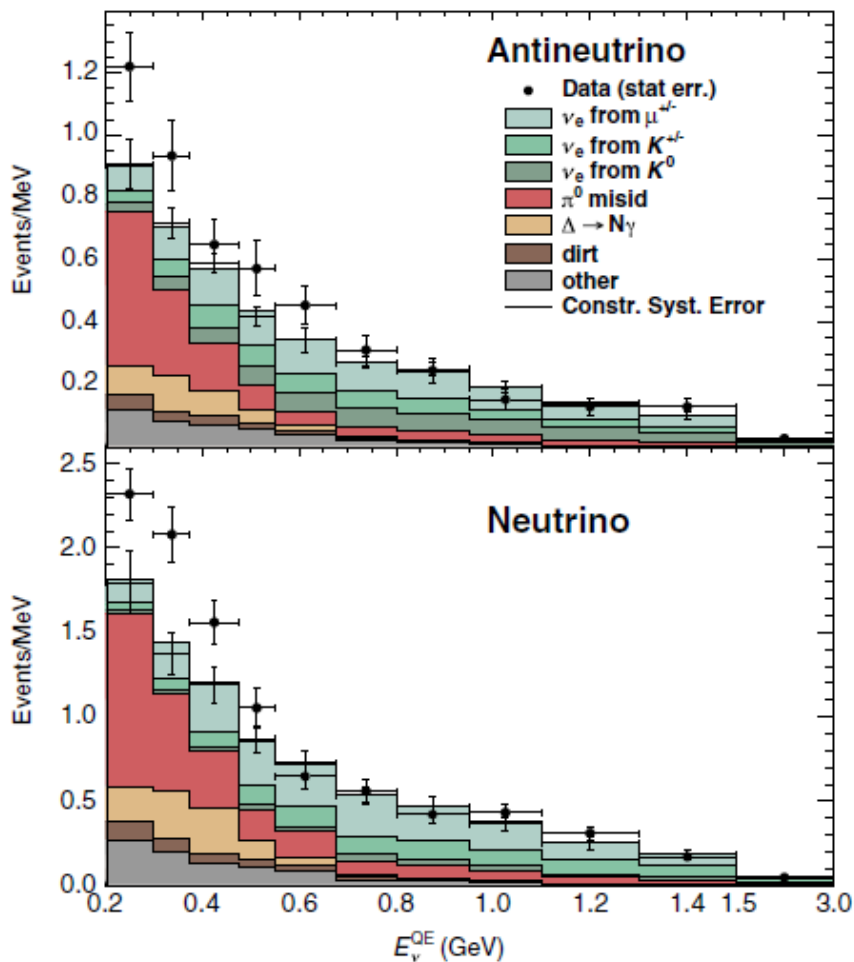 Antineutrino
Data (stat err.)
νe from μ+/-
νe from K+/-
νe from K0
π0 misid
Δ → Nγ
dirt
other
Constr. Syst. Error
Events/MeV
1.2
1.0
0.8
0.6
0.4
0.2
Neutrino
Events/MeV
2.5
2.0
1.5
1.0
0.5
0.0
0.2 0.4 0.6 0.8 1.0 1.2 1.4 1.5 3.0
EνQE (GeV)